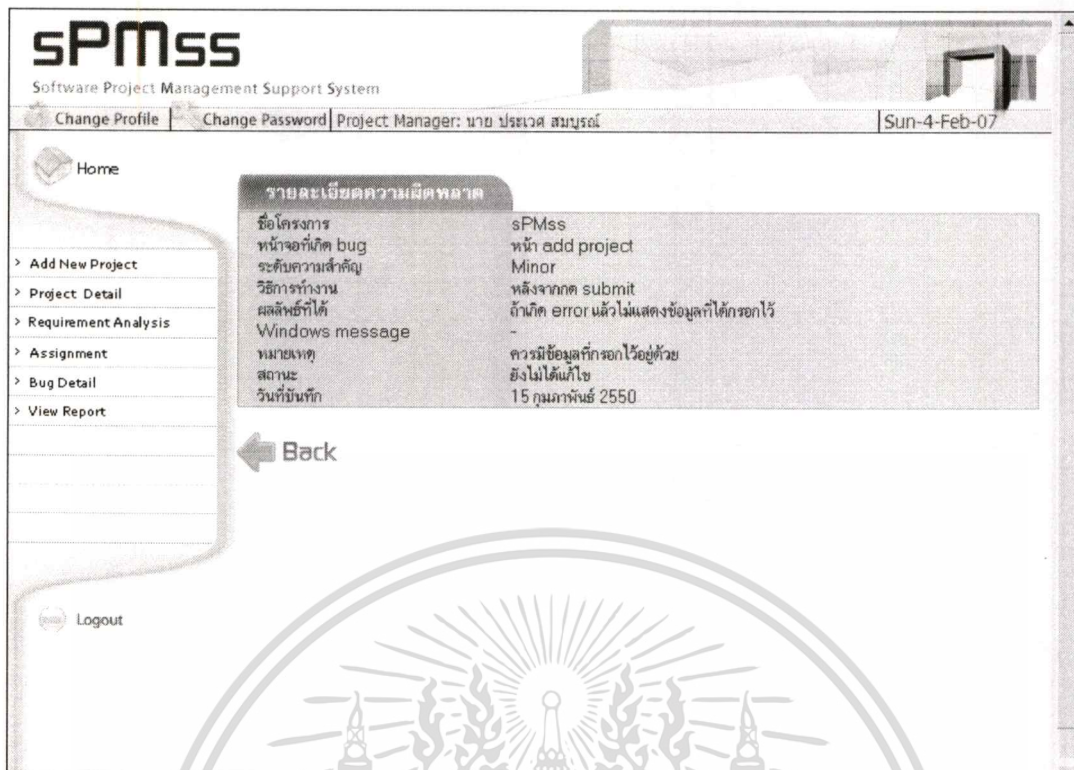 sPMss
Software Project Management Support System
Change Profile Change Password Project Manager: นาย ประเวศ สมบูรณ์ Sun-4-Feb-07
Home
> Add New Project
> Project Detail
> Requirement Analysis
> Assignment
> Bug Detail
> View Report
Logout
รายละเอียดความผิดพลาด
ชื่อโครงการ sPMss
หน้าจอที่เกิด bug หน้า add project
ระดับความสำคัญ Minor
วิธีการทำงาน หลังจากกด submit
ผลลัพธ์ที่ได้ ถ้าเกิด error แล้วไม่แสดงข้อมูลที่ได้กรอกไว้
Windows message -
หมายเหตุ ควรมีข้อมูลที่กรอกไว้อยู่ด้วย
สถานะ ยังไม่ได้แก้ไข
วันที่บันทึก 15 กุมภาพันธ์ 2550
Back